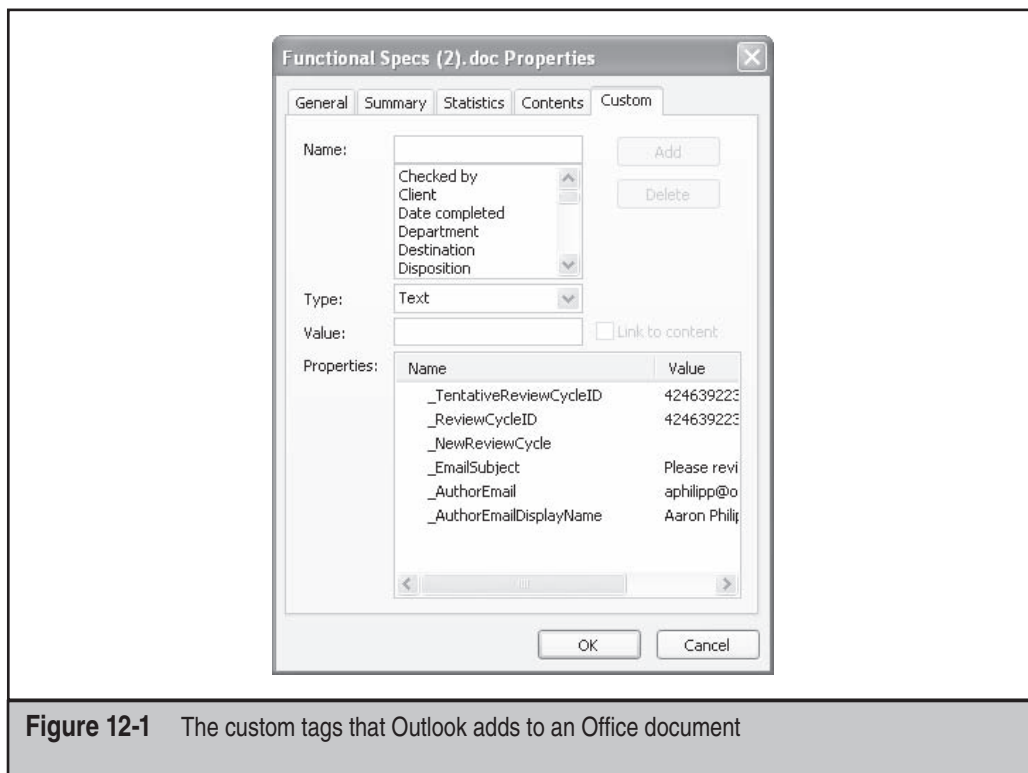 Functional Specs (2).doc Properties
General Summary Statistics Contents Custom
Name:
Add
Checked by
Client
Date completed
Department
Destination
Disposition
Delete
Type: Text
Value:
Link to content
Properties:
Name Value
_TentativeReviewCycleID 424639223
_ReviewCycleID 424639223
_NewReviewCycle
_EmailSubject Please revi
_AuthorEmail aphilipp@o
_AuthorEmailDisplayName Aaron Philip
OK Cancel
Figure 12-1 The custom tags that Outlook adds to an Office document